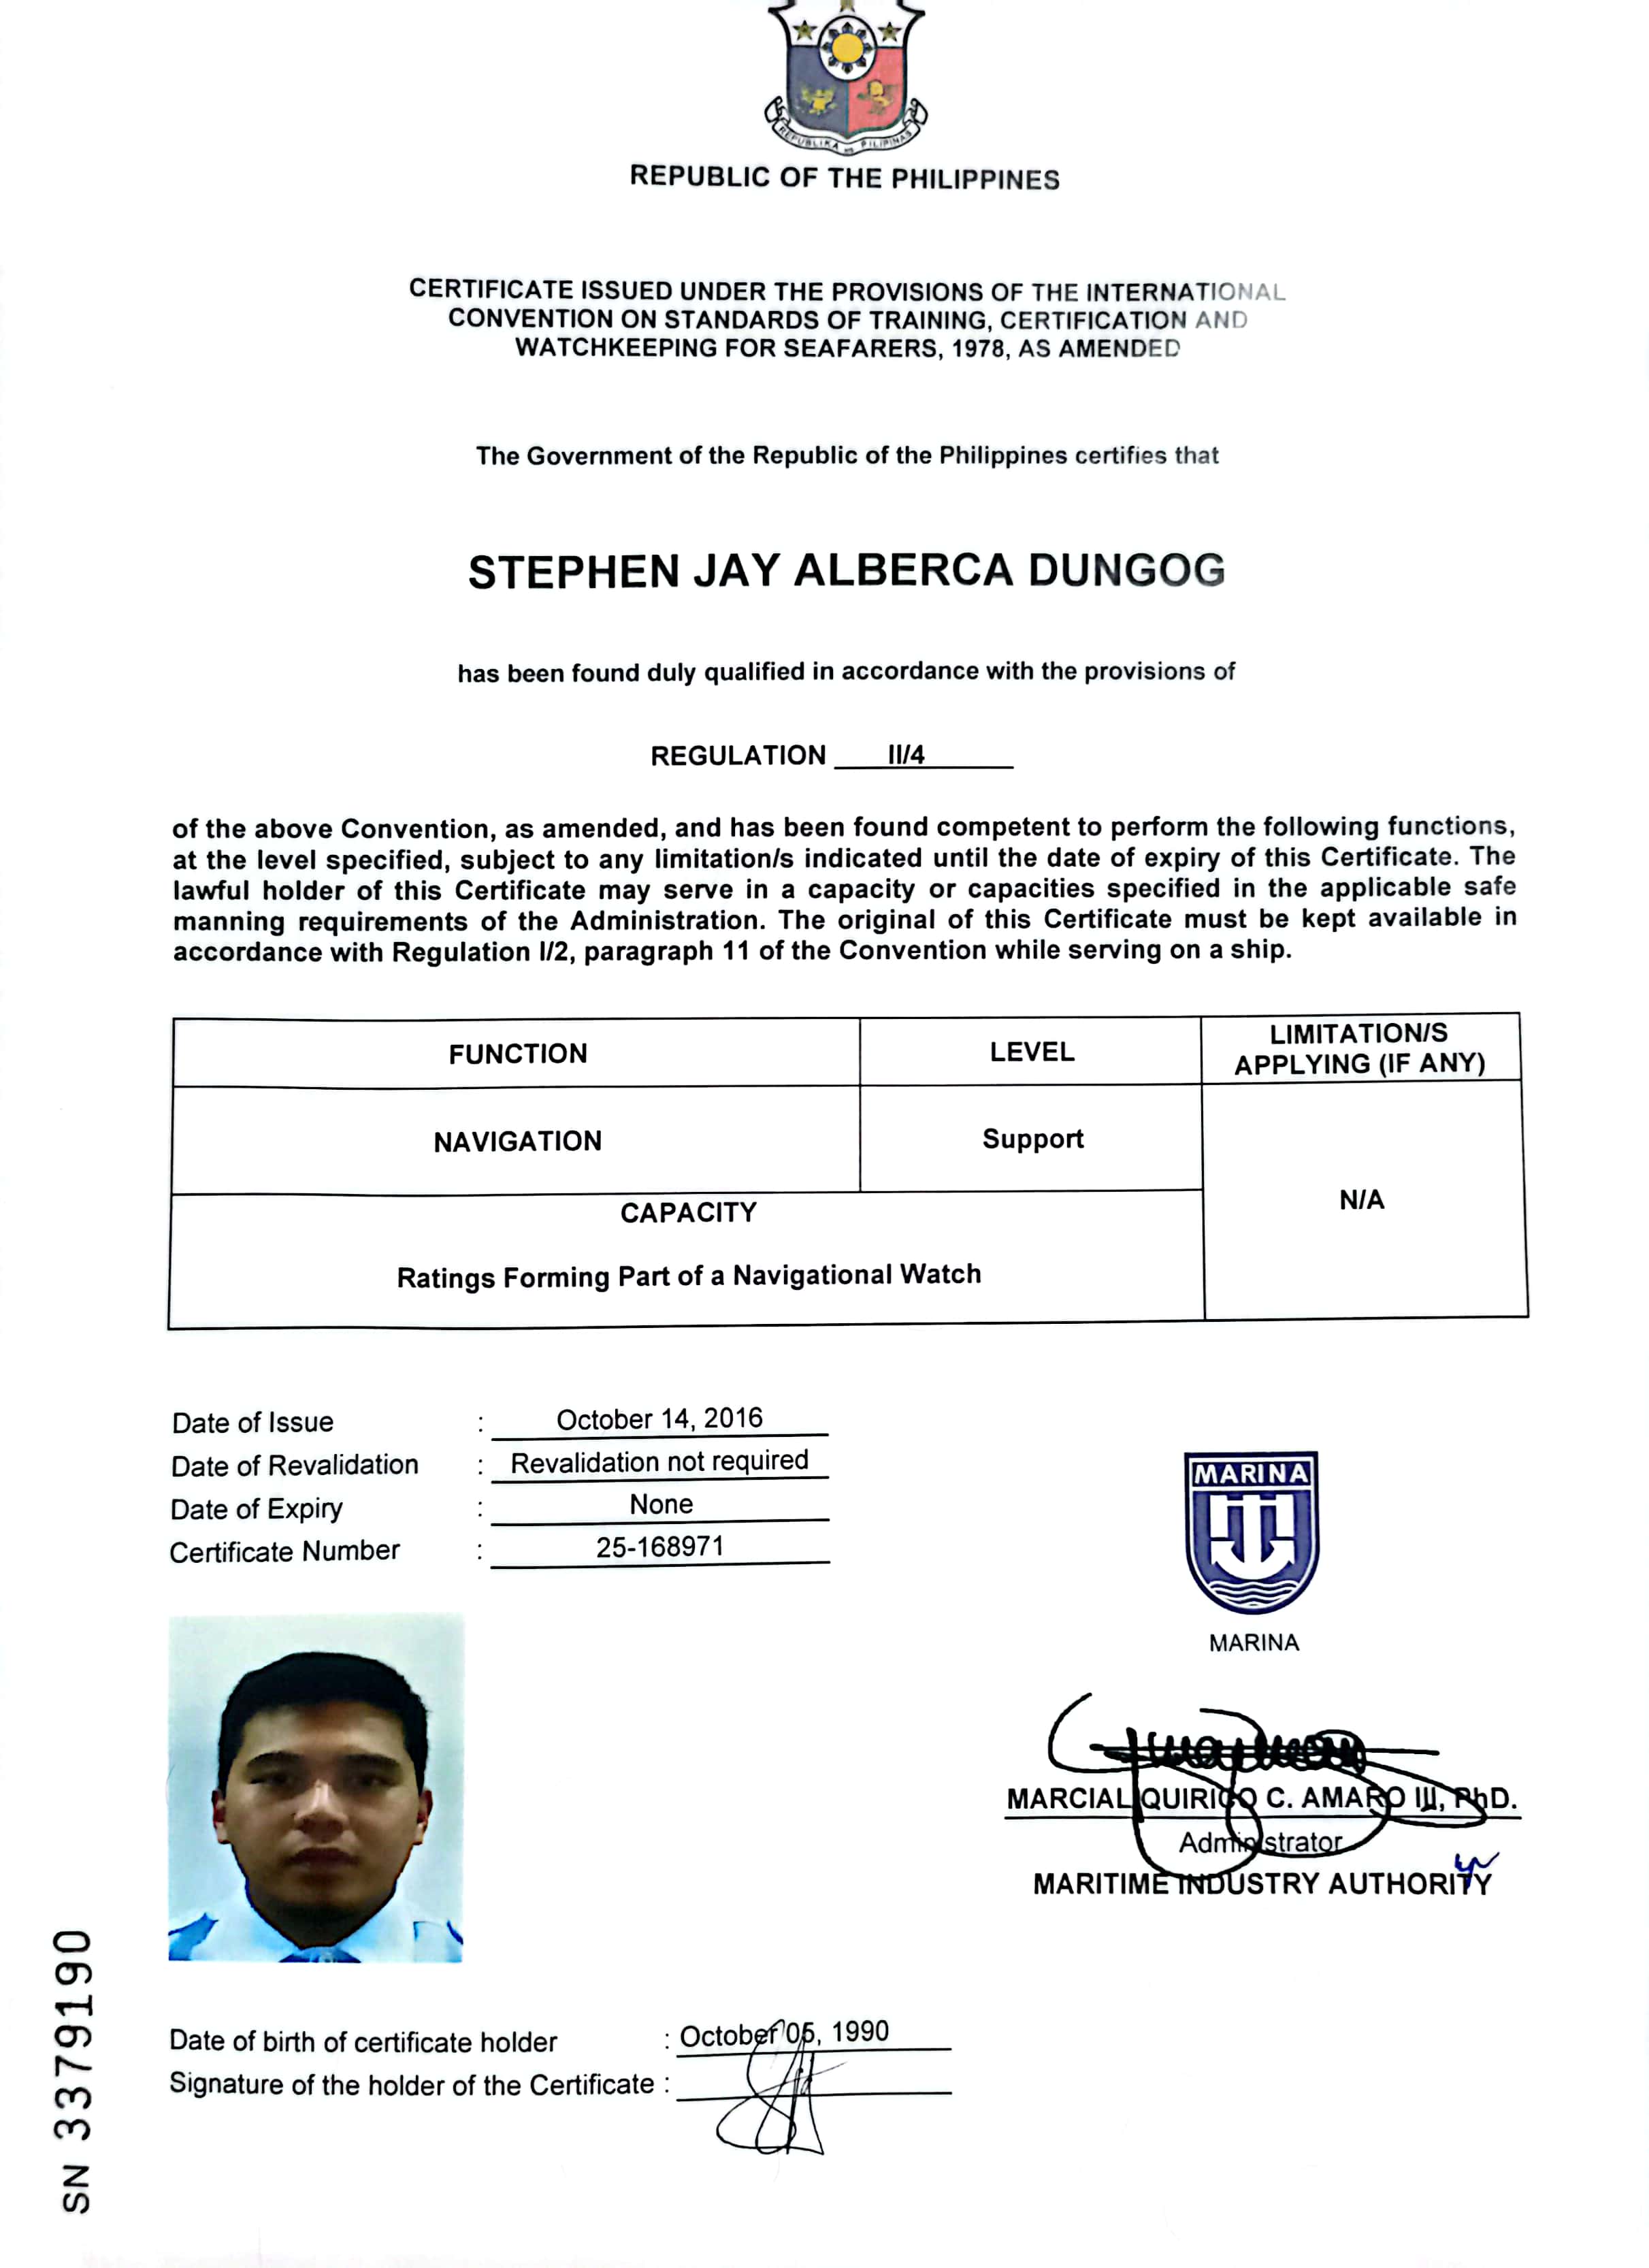 REPUBLIKA NG PILIPINAS
REPUBLIC OF THE PHILIPPINES
CERTIFICATE ISSUED UNDER THE PROVISIONS OF THE INTERNATIONAL
CONVENTION ON STANDARDS OF TRAINING, CERTIFICATION AND
WATCHKEEPING FOR SEAFARERS, 1978, AS AMENDED
The Government of the Republic of the Philippines certifies that
STEPHEN JAY ALBERCA DUNGOG
has been found duly qualified in accordance with the provisions of
REGULATION II/4
of the above Convention, as amended, and has been found competent to perform the following functions,
at the level specified, subject to any limitation/s indicated until the date of expiry of this Certificate. The
lawful holder of this Certificate may serve in a capacity or capacities specified in the applicable safe
manning requirements of the Administration. The original of this Certificate must be kept available in
accordance with Regulation I/2, paragraph 11 of the Convention while serving on a ship.
FUNCTION LEVEL LIMITATION/S
APPLYING (IF ANY)
NAVIGATION Support
N/A
CAPACITY
Ratings Forming Part of a Navigational Watch
Date of Issue : October 14, 2016
Date of Revalidation : Revalidation not required
Date of Expiry : None
Certificate Number : 25-168971
MARINA
MARINA
MARCIAL QUIRICO C. AMARO III, PhD.
Administrator
MARITIME INDUSTRY AUTHORITY
Date of birth of certificate holder : October 05, 1990
Signature of the holder of the Certificate :
SN 3379190